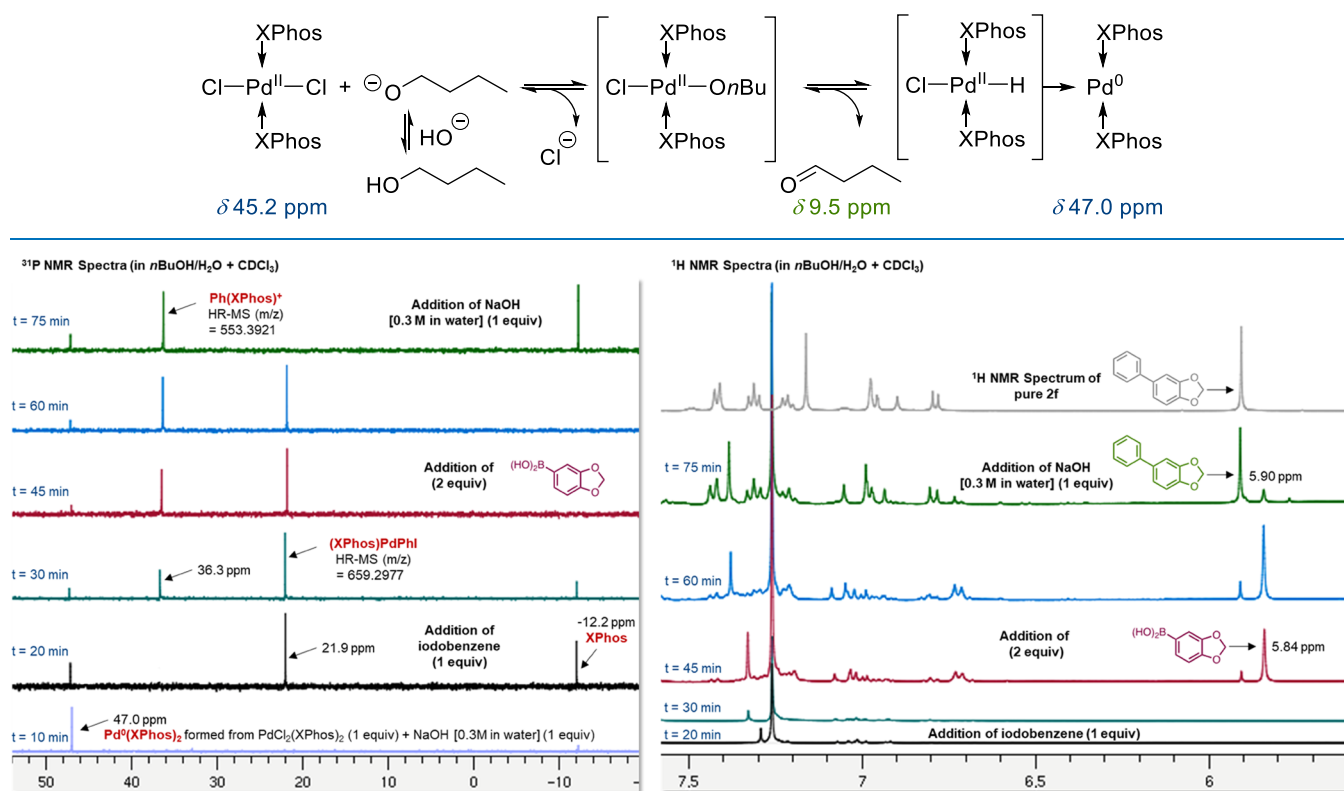 XPhos
Cl Pd^II Cl + ⊖O
XPhos
HO⊖
HO
Cl⊖
XPhos
Cl Pd^II OnBu
XPhos
O
XPhos
Cl Pd^II H
XPhos
XPhos
Pd^0
XPhos
δ 45.2 ppm
δ 9.5 ppm
δ 47.0 ppm
³¹P NMR Spectra (in nBuOH/H₂O + CDCl₃)
t = 75 min
Ph(XPhos)⁺
HR-MS (m/z)
= 553.3921
Addition of NaOH
[0.3 M in water] (1 equiv)
t = 60 min
t = 45 min
Addition of
(2 equiv)
(HO)₂B
O
O
t = 30 min
36.3 ppm
(XPhos)PdPhI
HR-MS (m/z)
= 659.2977
t = 20 min
21.9 ppm
Addition of
iodobenzene
(1 equiv)
-12.2 ppm
XPhos
47.0 ppm
t = 10 min
Pd⁰(XPhos)₂ formed from PdCl₂(XPhos)₂ (1 equiv) + NaOH [0.3M in water] (1 equiv)
50 40 30 20 10 0 −10
¹H NMR Spectra (in nBuOH/H₂O + CDCl₃)
¹H NMR Spectrum of
pure 2f
O
O
t = 75 min
Addition of NaOH
[0.3 M in water] (1 equiv)
O
O
5.90 ppm
t = 60 min
t = 45 min
Addition of
(2 equiv)
(HO)₂B
O
O
5.84 ppm
t = 30 min
t = 20 min
Addition of iodobenzene (1 equiv)
7.5 7 6.5 6